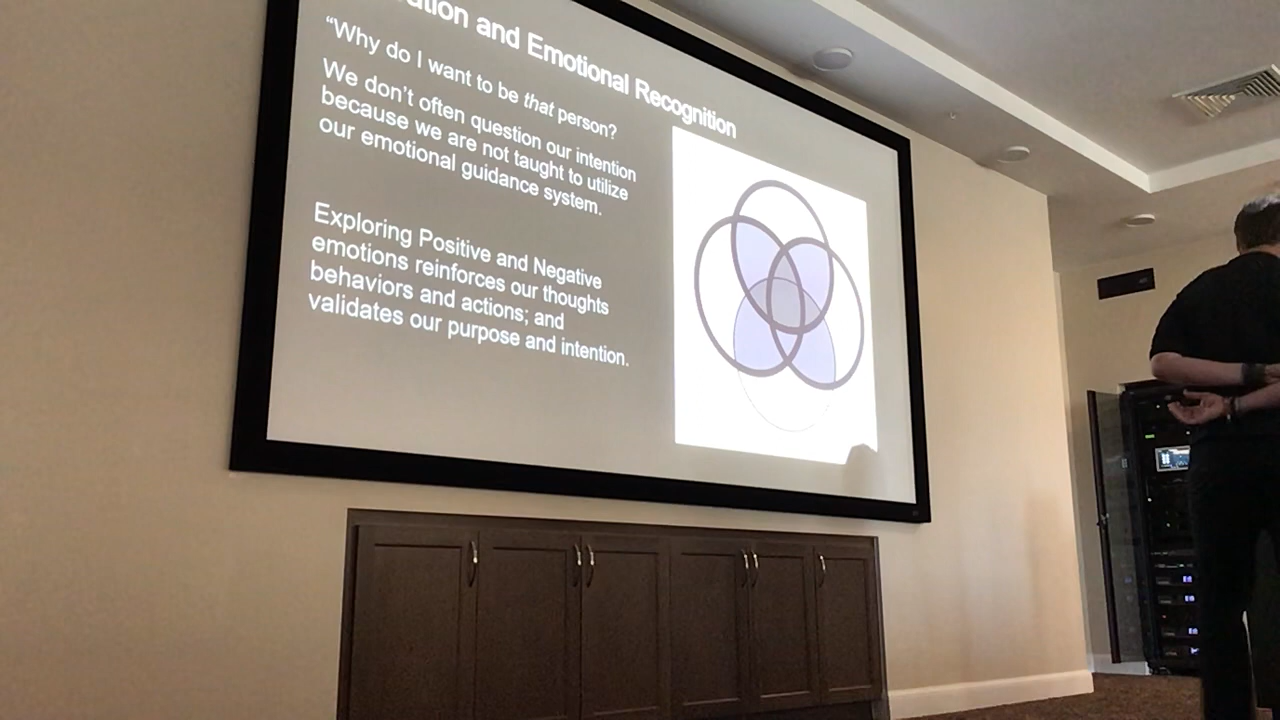 and Emotional Recognition
“Why do I want to be that person?
We don’t often question our intention
because we are not taught to utilize
our emotional guidance system.
Exploring Positive and Negative
emotions reinforces our thoughts
behaviors and actions; and
validates our purpose and intention.